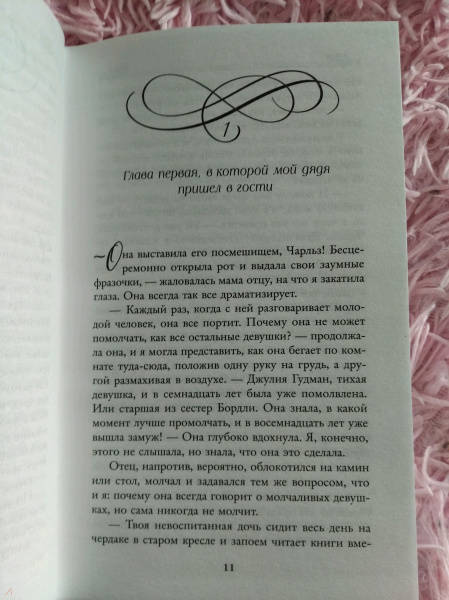 1
Глава первая, в которой мой дядя
пришел в гости
~Она выставила его посмешищем, Чарльз! Бесце-
ремонно открыла рот и выдала свои заумные
фразочки, — жаловалась мама отцу, на что я закатила
глаза. Она всегда так все драматизирует.
— Каждый раз, когда с ней разговаривает моло-
дой человек, она все портит. Почему она не может
помолчать, как все остальные девушки? — продолжа-
ла она, и я могла представить, как она бегает по ком-
нате туда-сюда, положив одну руку на грудь, а дру-
гой размахивая в воздухе. — Джулия Гудман, тихая
девушка, и в семнадцать лет была уже помолвлена.
Или старшая из сестер Бордли. Она знала, в какой
момент лучше промолчать, и в восемнадцать лет уже
вышла замуж! — Она глубоко вдохнула. Я, конечно,
этого не слышала, но знала, что она это сделала.
Отец, напротив, вероятно, облокотился на камин
или стол, молчал и задавался тем же вопросом, что
и я: почему она всегда говорит о молчаливых девуш-
ках, но сама никогда не молчит.
— Твоя невоспитанная дочь сидит весь день на
чердаке в старом кресле и запоем читает книги вме-
11